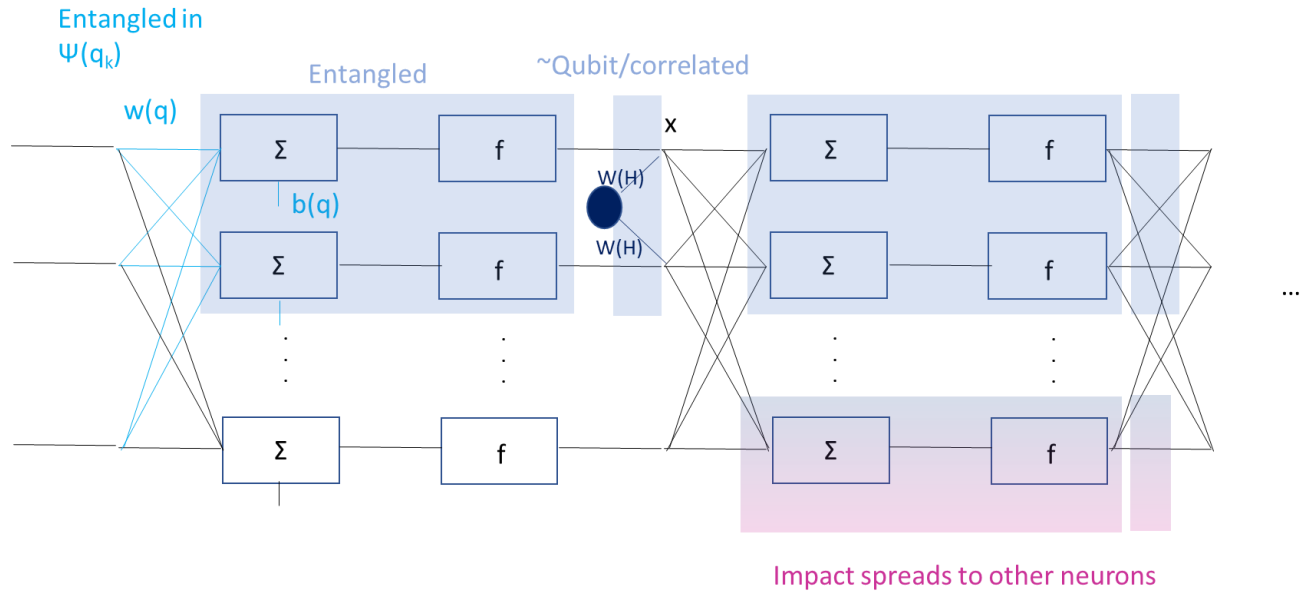 Entangled in
Ψ(qₖ)
Entangled
~Qubit/correlated
w(q)
x
Σ
f
Σ
f
W(H)
b(q)
W(H)
Σ
f
Σ
f
...
.
.
.
.
.
.
.
.
.
.
.
.
Σ
f
Σ
f
Impact spreads to other neurons